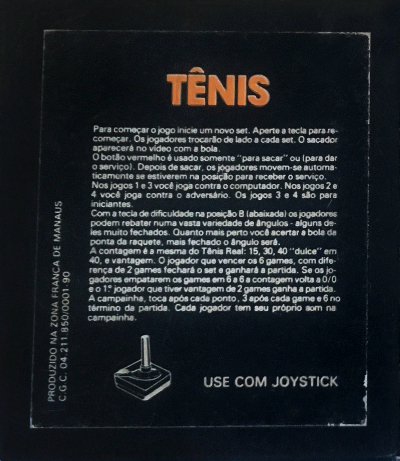 TÊNIS
Para começar o jogo inicie um novo set. Aperte a tecla para re-
começar. Os jogadores trocarão de lado a cada set. O sacador
aparecerá no vídeo com a bola.
O botão vermelho é usado somente "para sacar" ou (para dar
o serviço). Depois de sacar, os jogadores movem-se automa-
ticamente se estiverem na posição para receber o serviço.
Nos jogos 1 e 3 você joga contra o computador. Nos jogos 2 e
4 você joga contra o adversário. Os jogos 3 e 4 são para
iniciantes.
Com a tecla de dificuldade na posição B (abaixada) os jogadores
podem rebater numa vasta variedade de ângulos - alguns de-
les muito fechados. Quanto mais perto você acertar a bola da
ponta da raquete, mais fechado o ângulo será.
A contagem é a mesma do Tênis Real: 15, 30, 40 "dulce" em
40, e vantagem. O jogador que vencer os 6 games, com dife-
rença de 2 games fechará o set e ganhará a partida. Se os jo-
gadores empatarem os games em 6 a 6 a contagem volta a 0/0
e o 1.º jogador que tiver vantagem de 2 games ganha a partida.
A campainha, toca após cada ponto, 3 após cada game e 6 no
término da partida. Cada jogador tem seu próprio som na
campainha.
USE COM JOYSTICK
PRODUZIDO NA ZONA FRANCA DE MANAUS
C.G.C. 04.211.850/0001-90